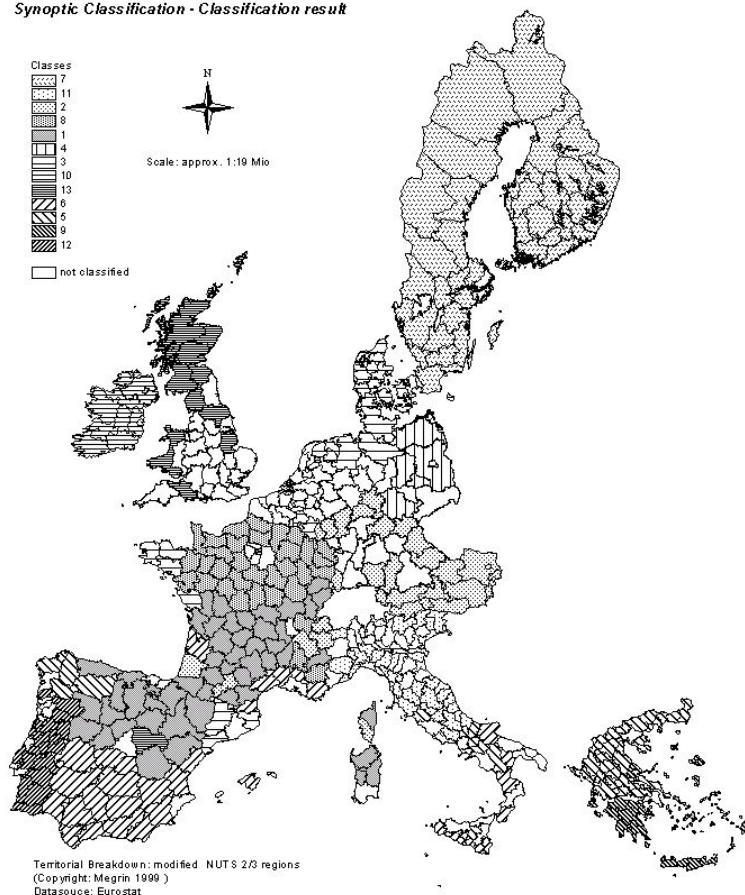 Synoptic Classification - Classification result
Classes
7
11
2
8
1
4
3
10
13
6
5
9
12
not classified
N
Scale: approx. 1:19 Mio
Territorial Breakdown: modified NUTS 2/3 regions
(Copyright: Megrin 1999 )
Datasouce: Eurostat